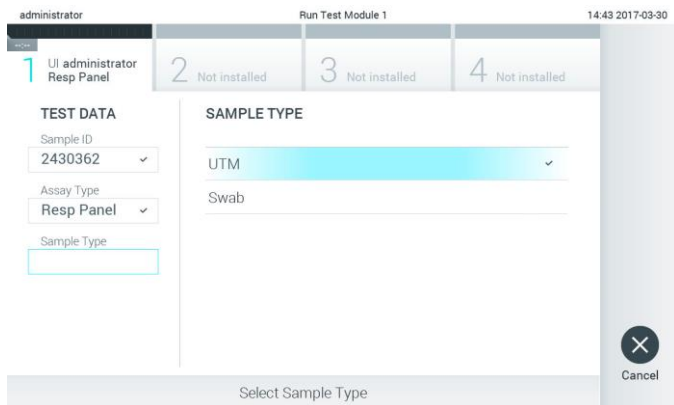 administrator
Run Test Module 1
14:43 2017-03-30
--:--
1 UI administrator
Resp Panel
2 Not installed
3 Not installed
4 Not installed
TEST DATA
Sample ID
2430362
Assay Type
Resp Panel
Sample Type
SAMPLE TYPE
UTM
Swab
Cancel
Select Sample Type